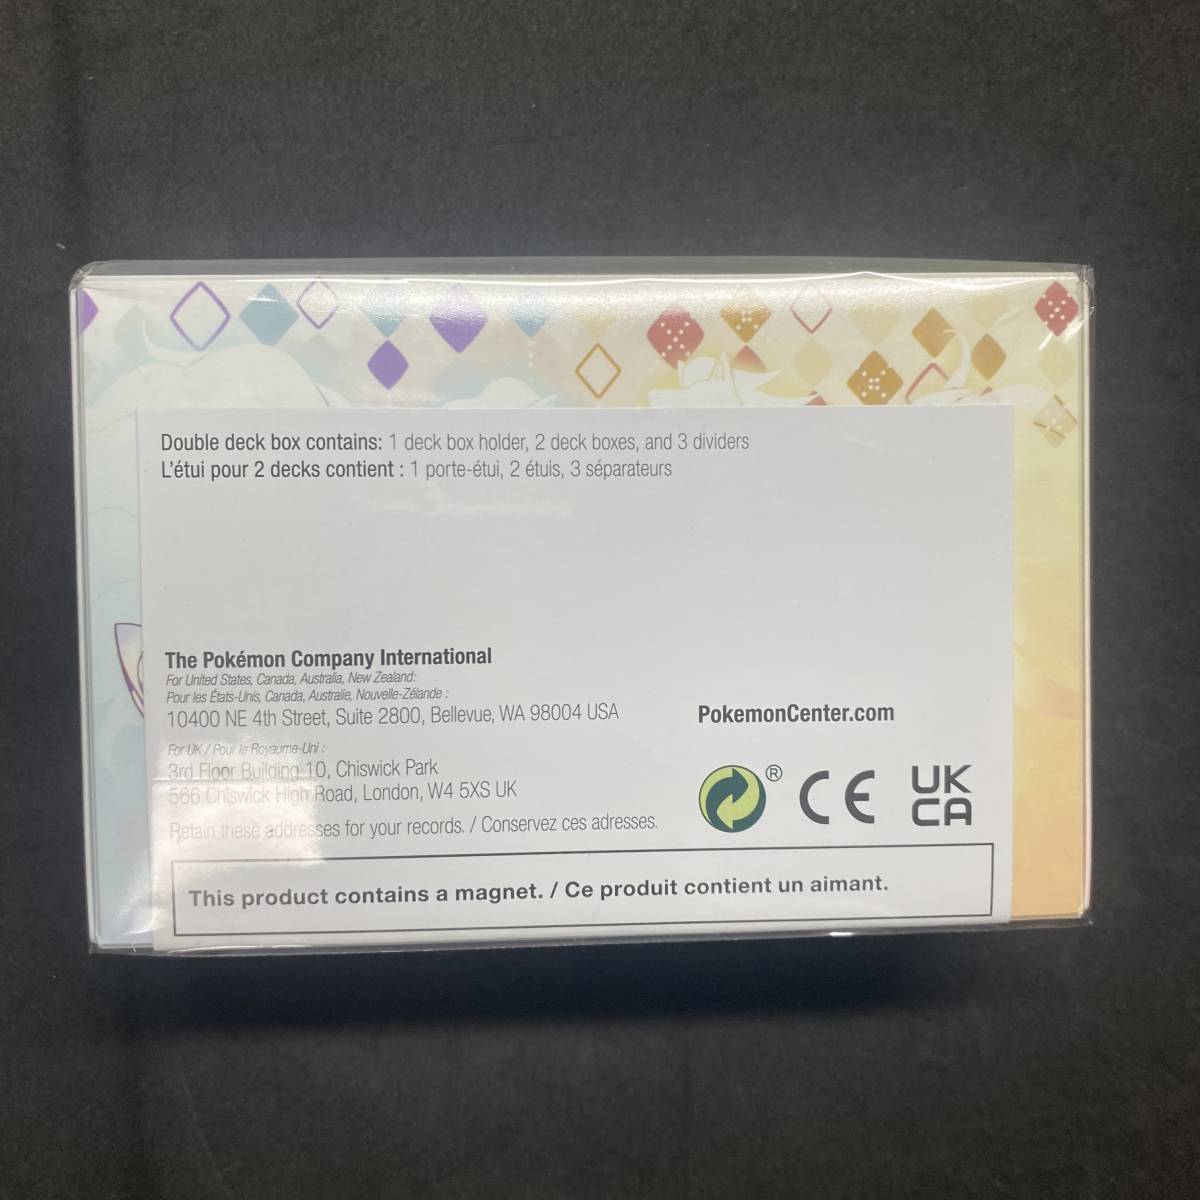 Double deck box contains: 1 deck box holder, 2 deck boxes, and 3 dividers
L'étui pour 2 decks contient : 1 porte-étui, 2 étuis, 3 séparateurs
The Pokémon Company International
For United States, Canada, Australia, New Zealand:
Pour les États-Unis, Canada, Australie, Nouvelle-Zélande :
10400 NE 4th Street, Suite 2800, Bellevue, WA 98004 USA
For UK / Pour le Royaume-Uni :
3rd Floor Building 10, Chiswick Park
566 Chiswick High Road, London, W4 5XS UK
Retain these addresses for your records. / Conservez ces adresses.
PokemonCenter.com
® CE UK
CA
This product contains a magnet. / Ce produit contient un aimant.